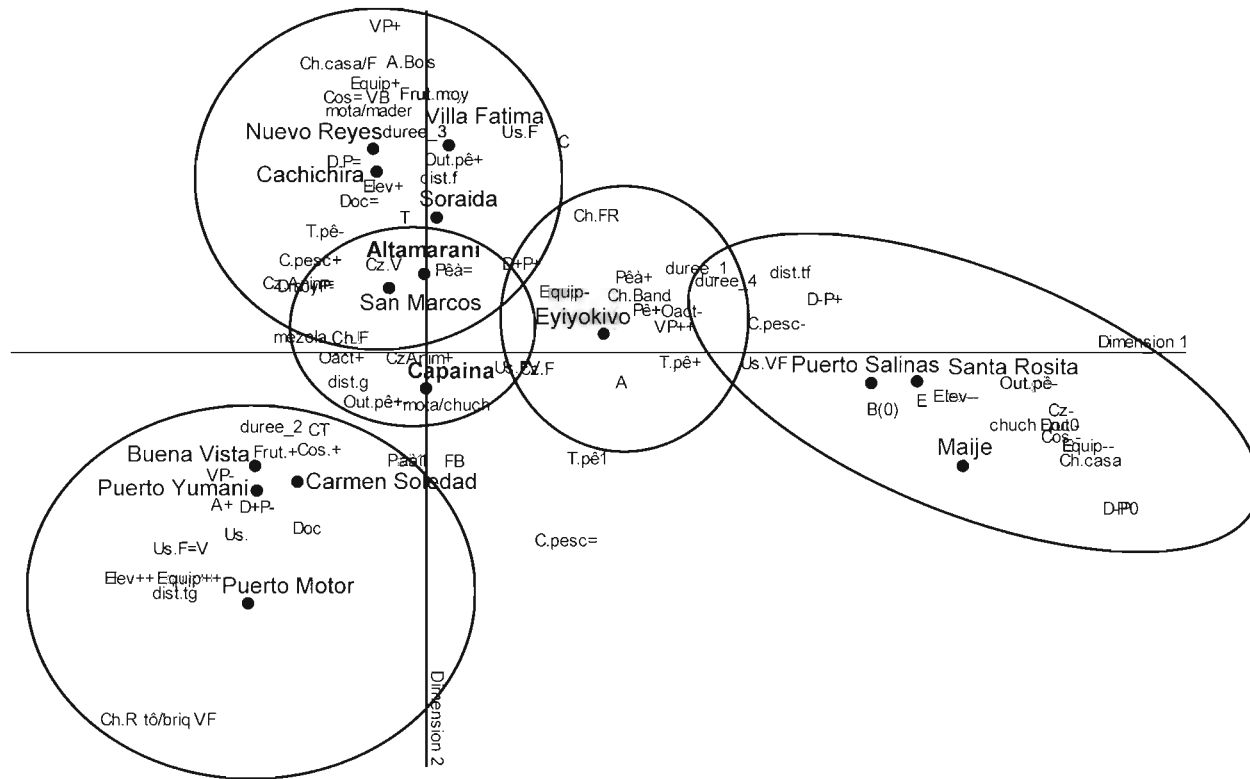 VP+
Ch.casa/F A.Bois
Equip+
Cos= VB Frut.moy
mota/mader
Villa Fatima
Nuevo Reyes duree_3 Us.F
C
D.P= Out.pê+
Cachichira dist.f
Elev+
Doc= Soraida
T Ch.FR
T.pê-
Altamarani
C.pesc+ Cz.V Pêà= D+P+
duree_1 dist.tf
Pêà+ duree_4
San Marcos Equip- Ch.Band D-P+
Eyiyokivo Pê+ Oact-
VP++ C.pesc-
mezola Ch.F
Dimension 1
Oact+ CzAnim+ Cz.F T.pê+ Us.VF
Capaina Puerto Salinas Santa Rosita
dist.g A Out.pê-
Elev--
Out.pê+- mota/chuch B(0) E
Cz-
duree_2 CT chuch
Cos.-
Buena Vista Frut.+ Cos.+ Maije Equip--
FB T.pê1 Ch.casa
VP-
Puerto Yumani Carmen Soledad
A+ D+P-
Us. Doc
C.pesc=
Us.F=V
Elev++ Equip++
dist.tg Puerto Motor
Dimension 2
Ch.R tô/briq VF